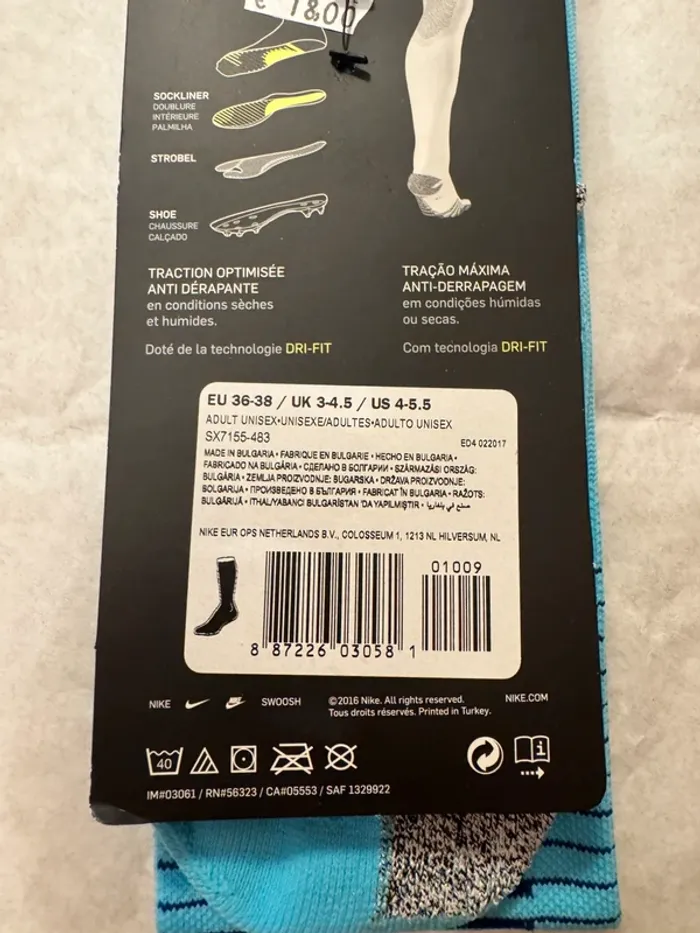 € 18,00
SOCKLINER
DOUBLURE
INTÉRIEURE
PALMILHA
STROBEL
SHOE
CHAUSSURE
CALÇADO
TRACTION OPTIMISÉE
ANTI DÉRAPANTE
en conditions sèches
et humides.
Doté de la technologie DRI-FIT
TRAÇÃO MÁXIMA
ANTI-DERRAPAGEM
em condições húmidas
ou secas.
Com tecnologia DRI-FIT
EU 36-38 / UK 3-4.5 / US 4-5.5
ADULT UNISEX•UNISEXE/ADULTES•ADULTO UNISEX
SX7155-483
ED4 022017
MADE IN BULGARIA • FABRIQUE EN BULGARIE • HECHO EN BULGARIA •
FABRICADO NA BULGÁRIA • СДЕЛАНО В БОЛГАРИИ • SZÁRMAZÁSI ORSZÁG:
BULGÁRIA • ZEMLJA PROIZVODNJE: BUGARSKA • DRŽAVA PROIZVODNJE:
BOLGARIJA • ПРОИЗВЕДЕНО В БЪЛГАРИЯ • FABRICAT ÎN BULGARIA • RAŽOTS:
BULGĀRIJĀ • ITHAL/YABANCI BULGARİSTAN 'DA YAPILMIŞTIR • صنع في بلغاريا
NIKE EUR OPS NETHERLANDS B.V., COLOSSEUM 1, 1213 NL HILVERSUM, NL
01009
8 87226 03058 1
NIKE
SWOOSH
©2016 Nike. All rights reserved.
Tous droits réservés. Printed in Turkey.
NIKE.COM
40
IM#03061 / RN#56323 / CA#05553 / SAF 1329922